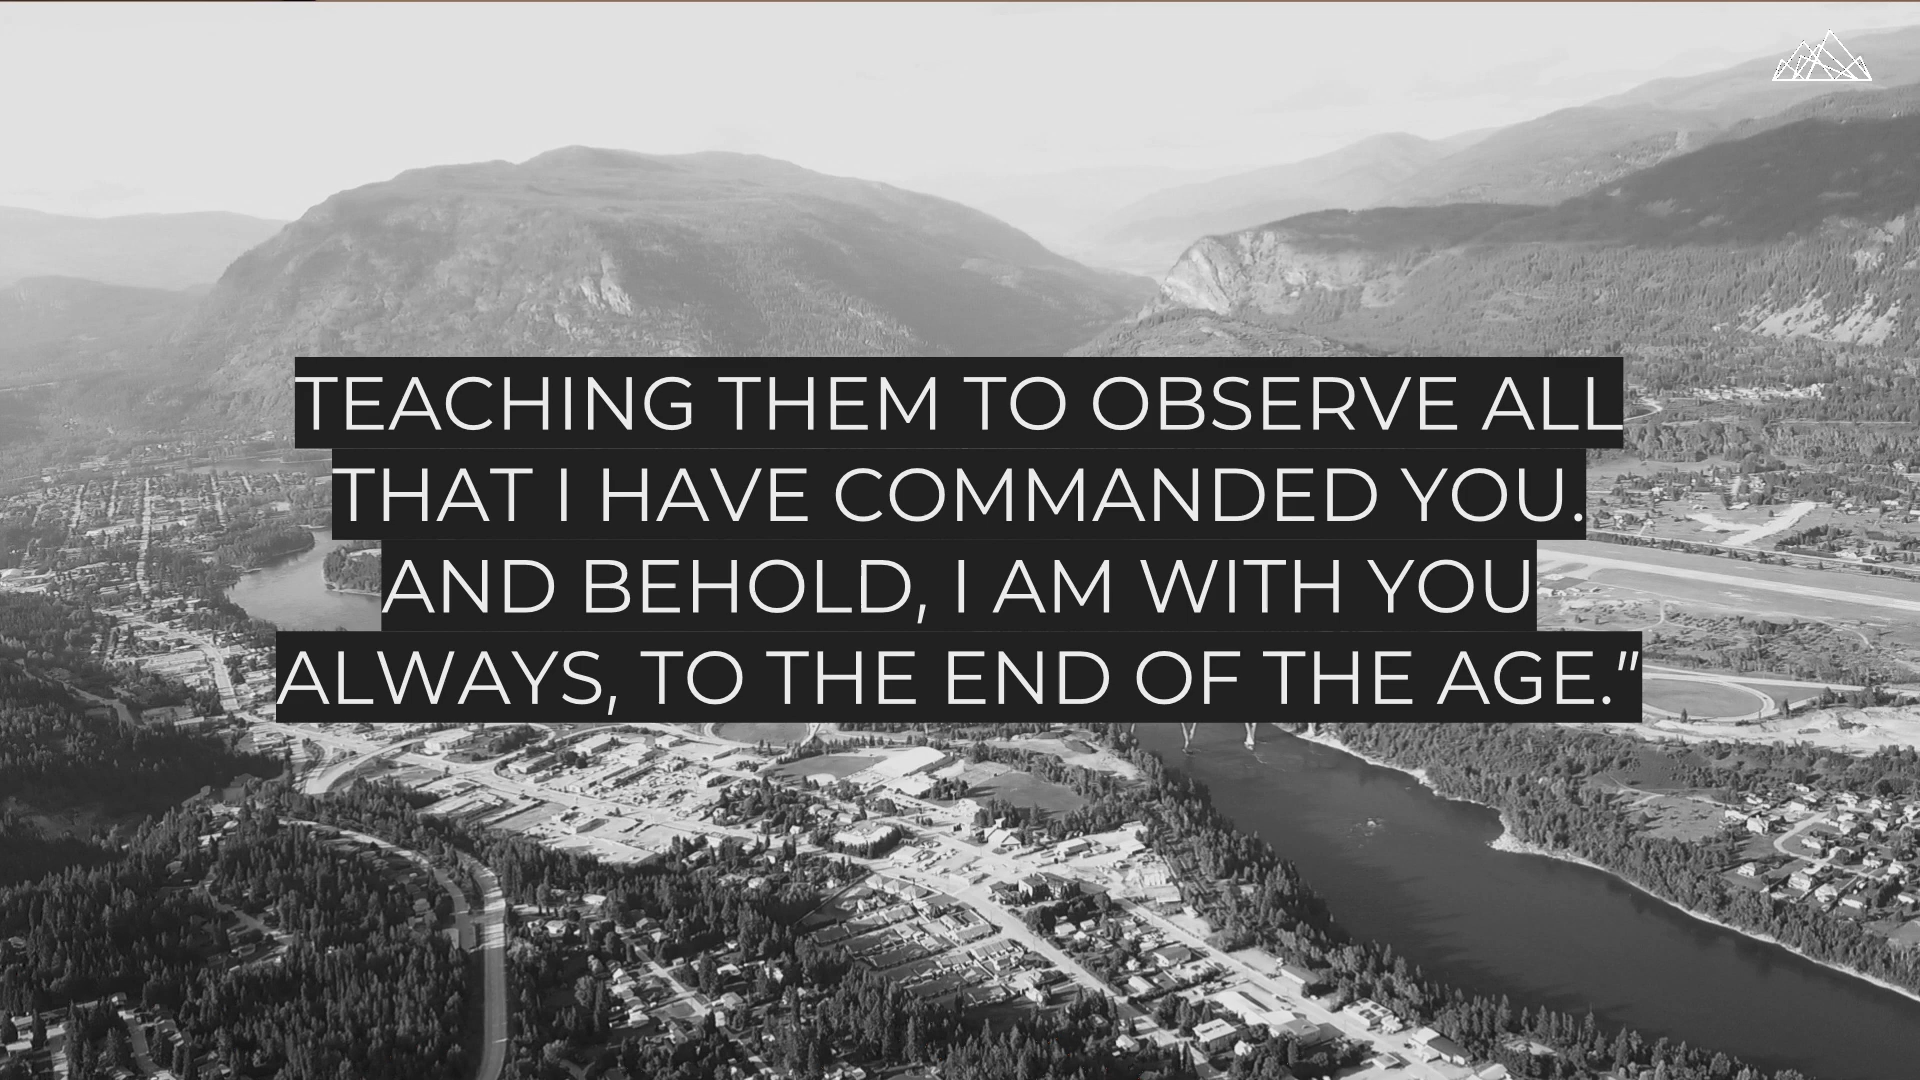 TEACHING THEM TO OBSERVE ALL
THAT I HAVE COMMANDED YOU.
AND BEHOLD, I AM WITH YOU
ALWAYS, TO THE END OF THE AGE.”